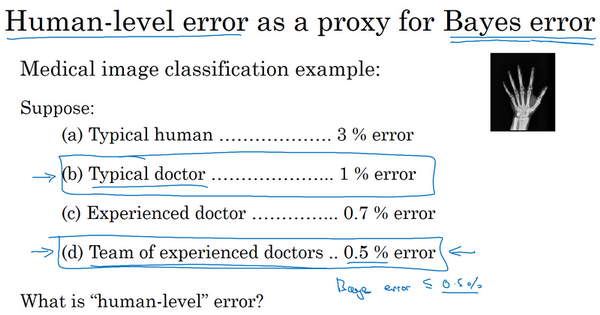 Human-level error as a proxy for Bayes error
Medical image classification example:
Suppose:
(a) Typical human ................... 3 % error
(b) Typical doctor ..................... 1 % error
(c) Experienced doctor ............... 0.7 % error
(d) Team of experienced doctors .. 0.5 % error
Baye error ≤ 0.5%
What is “human-level” error?